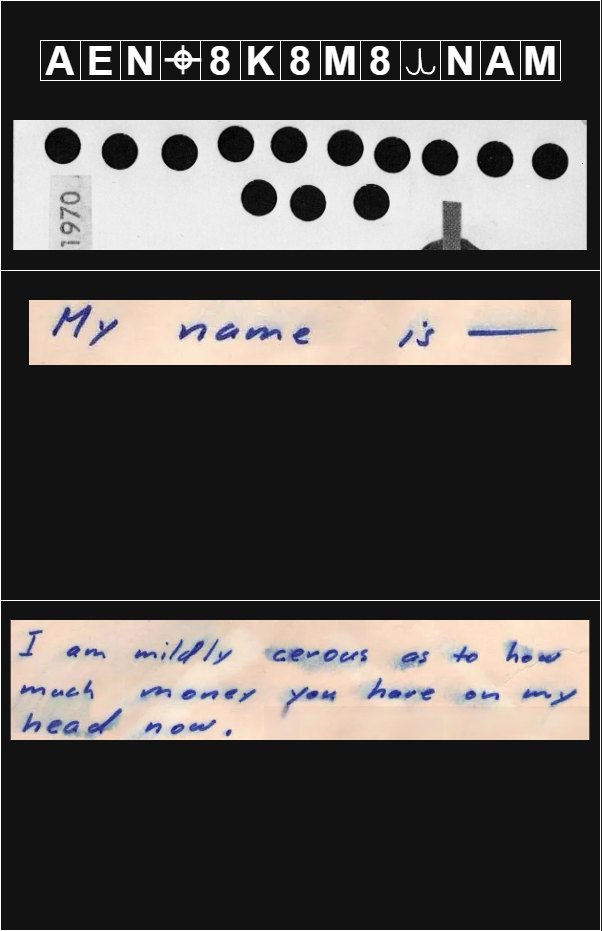 AEN⌖8K8M8⅄NAM
1970
My name is —
I am mildly cerous as to how
much money you have on my
head now.